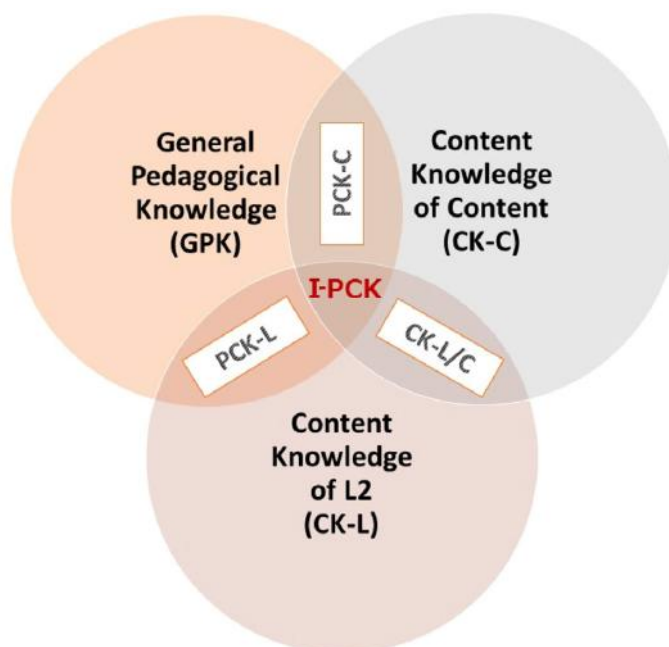 General
Pedagogical
Knowledge
(GPK)
PCK-C
Content
Knowledge
of Content
(CK-C)
I-PCK
PCK-L
CK-L/C
Content
Knowledge
of L2
(CK-L)